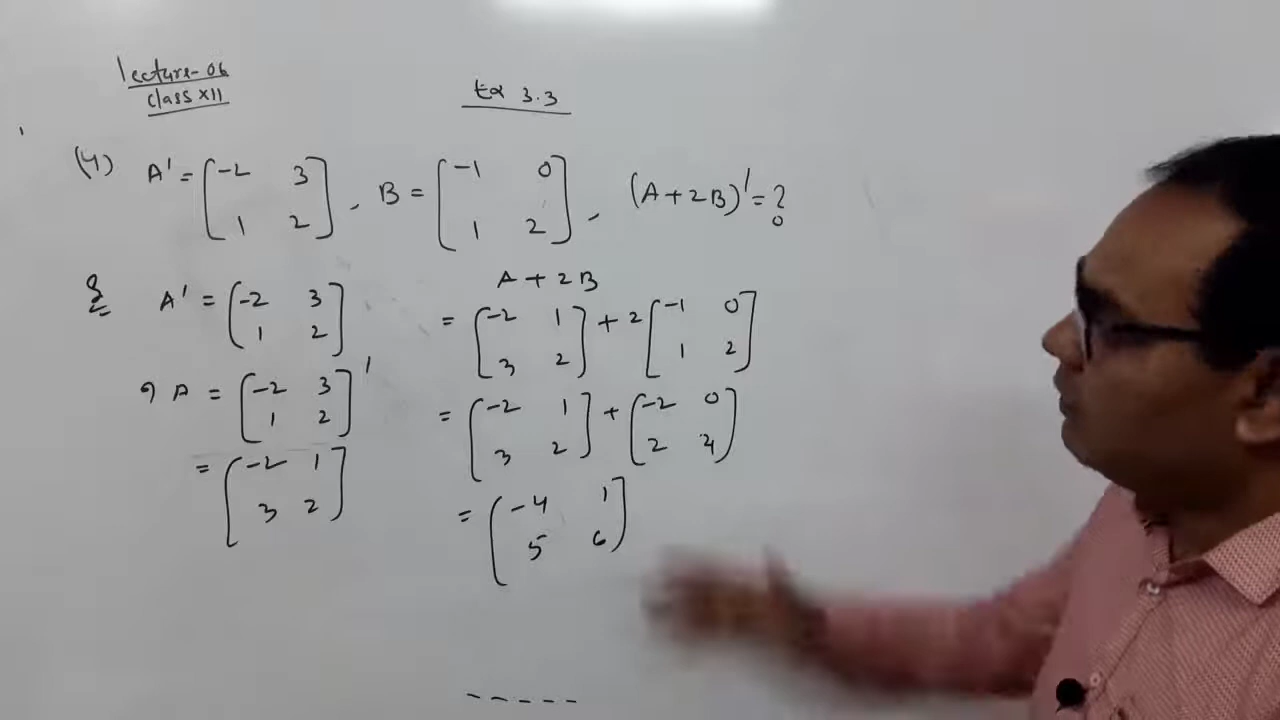 Lecture-06
Class XII
Ex 3.3
(4) A' = [-2 3
1 2], B = [-1 0
1 2], (A+2B)' = ?
A' = [-2 3
1 2]
A = [-2 3
1 2]'
= [-2 1
3 2]
A + 2B
= [-2 1
3 2] + 2[-1 0
1 2]
= [-2 1
3 2] + [-2 0
2 4]
= [-4 1
5 6]
-----